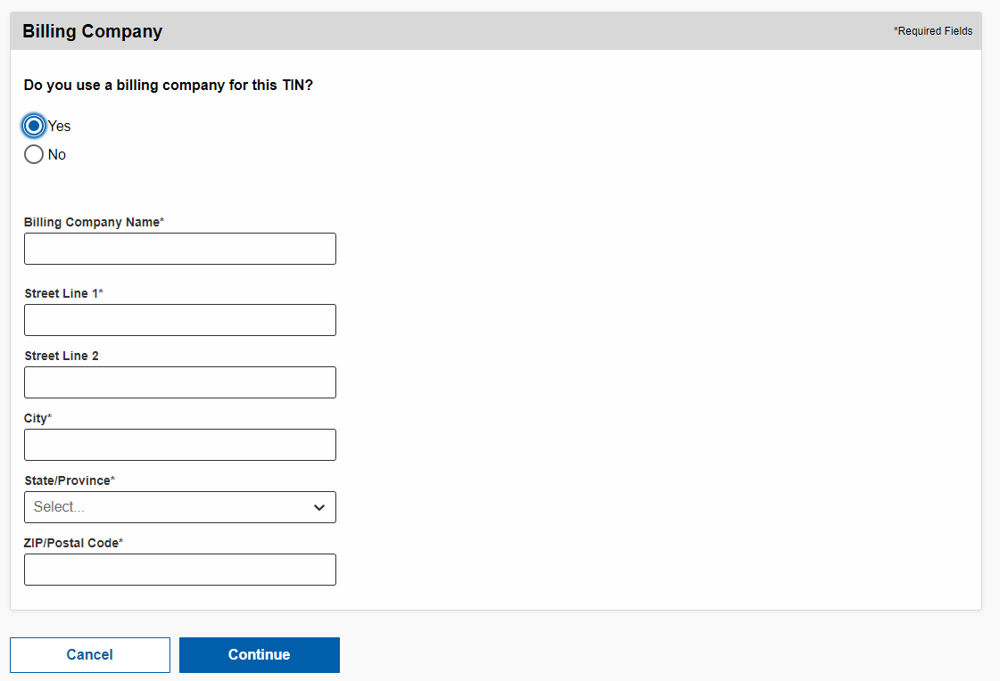 Billing Company
*Required Fields
Do you use a billing company for this TIN?
Yes
No
Billing Company Name*
Street Line 1*
Street Line 2
City*
State/Province*
Select...
ZIP/Postal Code*
Cancel
Continue